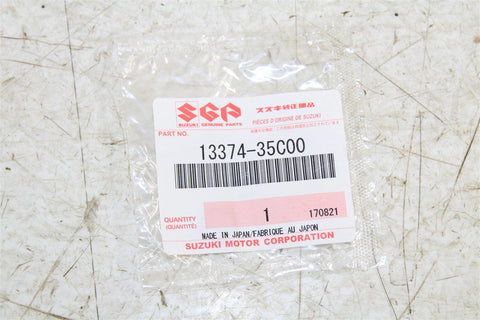 SGP
スズキ純正部品
SUZUKI GENUINE PARTS
PIECES D'ORIGINE DE SUZUKI
PART NO.
13374-35C00
QUANTITY
(QUANTITÉ)
1
170821
MADE IN JAPAN/FABRIQUE AU JAPON
SUZUKI MOTOR CORPORATION